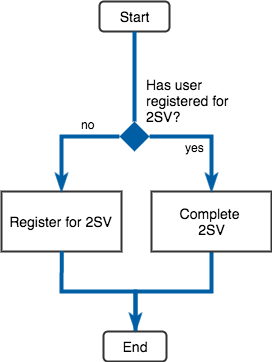 Start
Has user
registered for
2SV?
no
yes
Register for 2SV
Complete
2SV
End